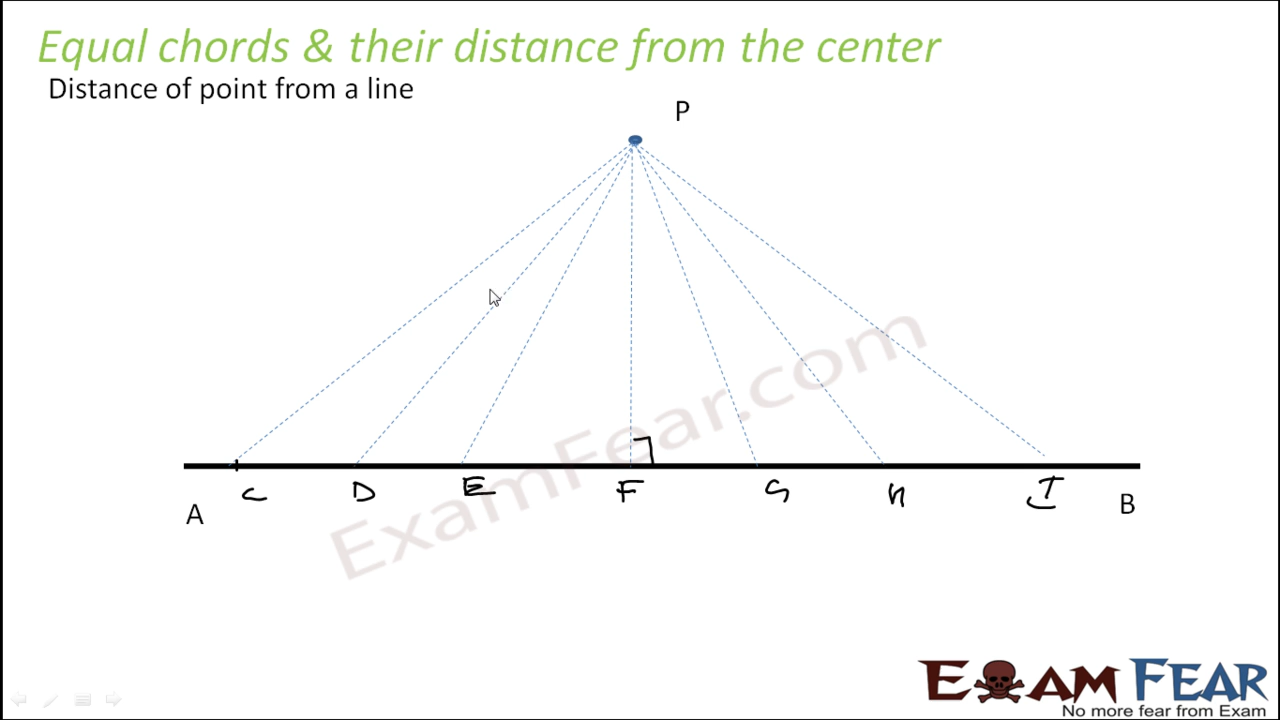 Equal chords & their distance from the center
Distance of point from a line
P
C D E F G H J
A B
ExamFear.com
EXAM FEAR
No more fear from Exam